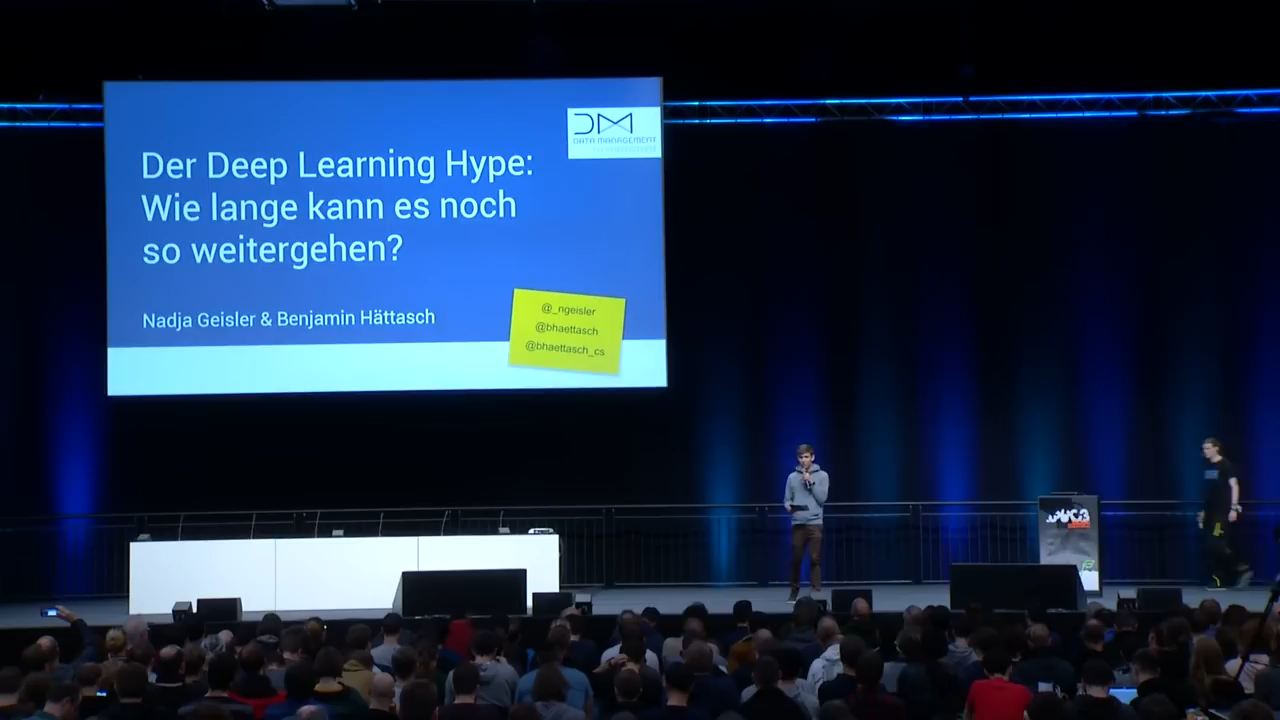 DM
DATA MANAGEMENT
Der Deep Learning Hype:
Wie lange kann es noch
so weitergehen?
Nadja Geisler & Benjamin Hättasch
@_ngeisler
@bhaettasch
@bhaettasch_cs